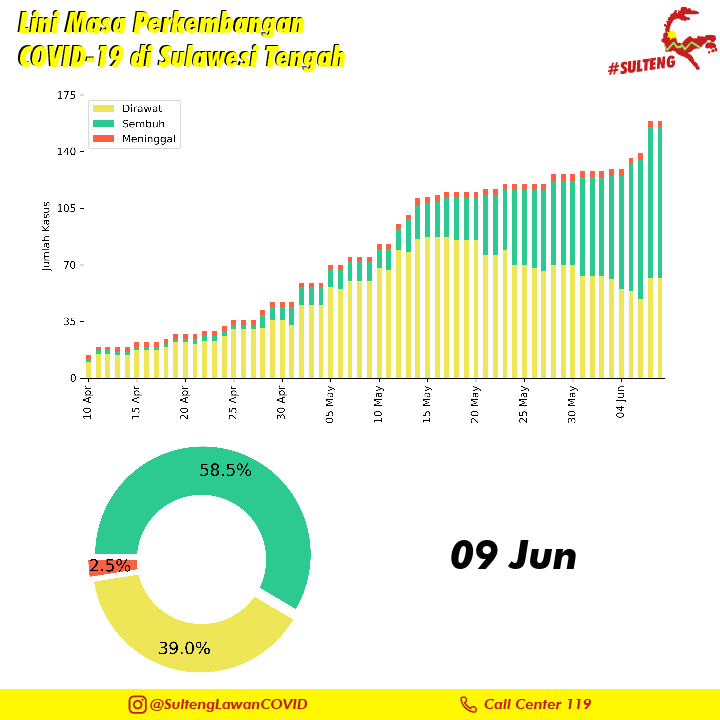 Lini Masa Perkembangan
COVID-19 di Sulawesi Tengah
#SULTENG
Jumlah Kasus
175
140
105
70
35
0
Dirawat
Sembuh
Meninggal
10 Apr
15 Apr
20 Apr
25 Apr
30 Apr
05 May
10 May
15 May
20 May
25 May
30 May
04 Jun
58.5%
2.5%
39.0%
09 Jun
@SultengLawanCOVID
Call Center 119